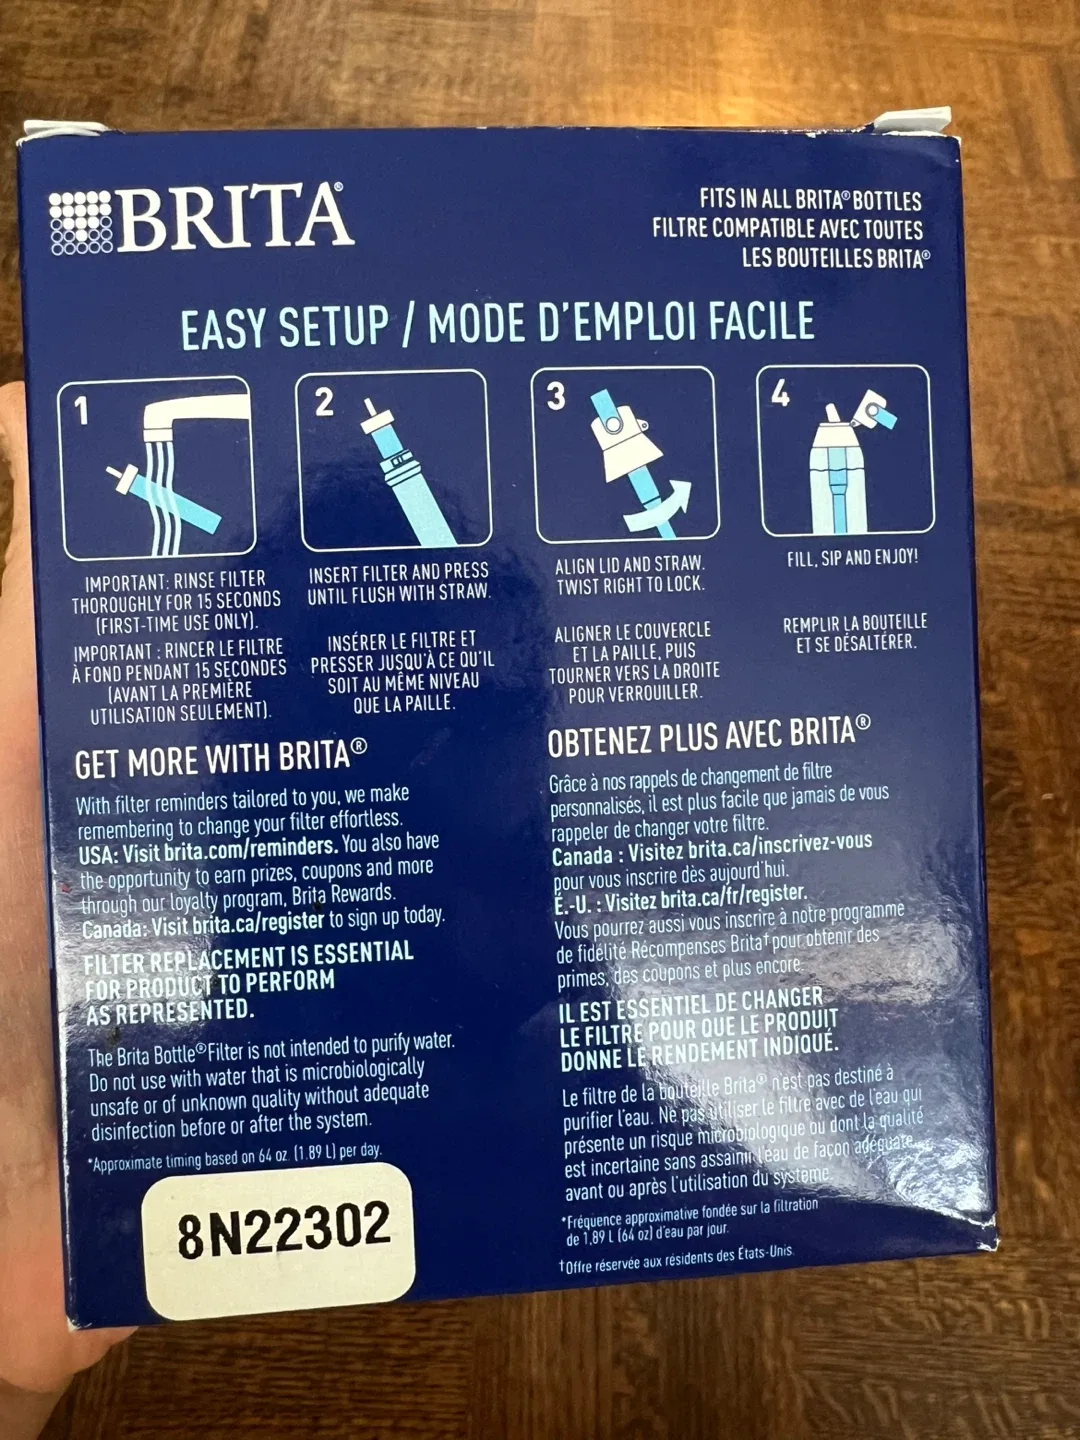 BRITA®
FITS IN ALL BRITA® BOTTLES
FILTRE COMPATIBLE AVEC TOUTES
LES BOUTEILLES BRITA®
EASY SETUP / MODE D'EMPLOI FACILE
1
IMPORTANT: RINSE FILTER
THOROUGHLY FOR 15 SECONDS
(FIRST-TIME USE ONLY).
IMPORTANT : RINCER LE FILTRE
À FOND PENDANT 15 SECONDES
(AVANT LA PREMIÈRE
UTILISATION SEULEMENT).
2
INSERT FILTER AND PRESS
UNTIL FLUSH WITH STRAW.
INSÉRER LE FILTRE ET
PRESSER JUSQU'À CE QU'IL
SOIT AU MÊME NIVEAU
QUE LA PAILLE.
3
ALIGN LID AND STRAW.
TWIST RIGHT TO LOCK.
ALIGNER LE COUVERCLE
ET LA PAILLE, PUIS
TOURNER VERS LA DROITE
POUR VERROUILLER.
4
FILL, SIP AND ENJOY!
REMPLIR LA BOUTEILLE
ET SE DÉSALTÉRER.
GET MORE WITH BRITA®
With filter reminders tailored to you, we make
remembering to change your filter effortless.
USA: Visit brita.com/reminders. You also have
the opportunity to earn prizes, coupons and more
through our loyalty program, Brita Rewards.
Canada: Visit brita.ca/register to sign up today.
FILTER REPLACEMENT IS ESSENTIAL
FOR PRODUCT TO PERFORM
AS REPRESENTED.
The Brita Bottle® Filter is not intended to purify water.
Do not use with water that is microbiologically
unsafe or of unknown quality without adequate
disinfection before or after the system.
*Approximate timing based on 64 oz. (1.89 L) per day.
8N22302
OBTENEZ PLUS AVEC BRITA®
Grâce à nos rappels de changement de filtre
personnalisés, il est plus facile que jamais de vous
rappeler de changer votre filtre.
Canada : Visitez brita.ca/inscrivez-vous
pour vous inscrire dès aujourd'hui.
É.-U. : Visitez brita.ca/fr/register.
Vous pourrez aussi vous inscrire à notre programme
de fidélité Récompenses Brita† pour obtenir des
primes, des coupons et plus encore.
IL EST ESSENTIEL DE CHANGER
LE FILTRE POUR QUE LE PRODUIT
DONNE LE RENDEMENT INDIQUÉ.
Le filtre de la bouteille Brita® n'est pas destiné à
purifier l'eau. Ne pas utiliser le filtre avec de l'eau qui
présente un risque microbiologique ou dont la qualité
est incertaine sans assainir l'eau de façon adéquate
avant ou après l'utilisation du système.
*Fréquence approximative fondée sur la filtration
de 1,89 L (64 oz) d'eau par jour.
†Offre réservée aux résidents des États-Unis.